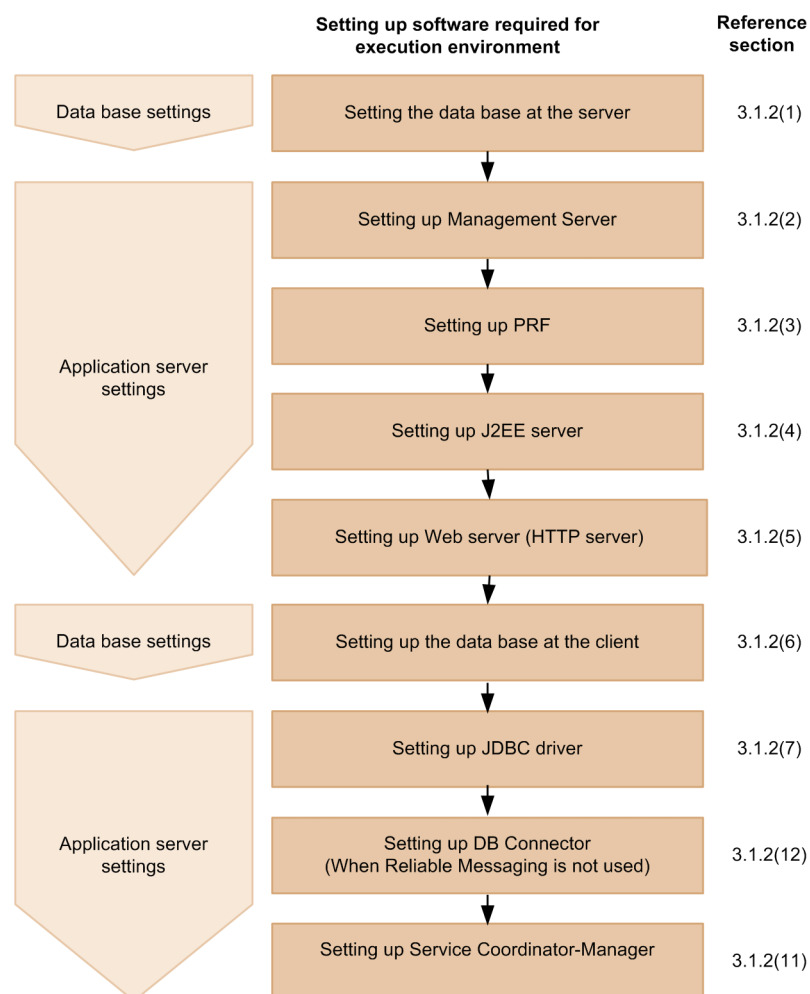 Setting up software required for
execution environment
Reference
section
Data base settings
Setting the data base at the server
3.1.2(1)
Setting up Management Server
3.1.2(2)
Setting up PRF
3.1.2(3)
Application server
settings
Setting up J2EE server
3.1.2(4)
Setting up Web server (HTTP server)
3.1.2(5)
Data base settings
Setting up the data base at the client
3.1.2(6)
Setting up JDBC driver
3.1.2(7)
Application server
settings
Setting up DB Connector
(When Reliable Messaging is not used)
3.1.2(12)
Setting up Service Coordinator-Manager
3.1.2(11)